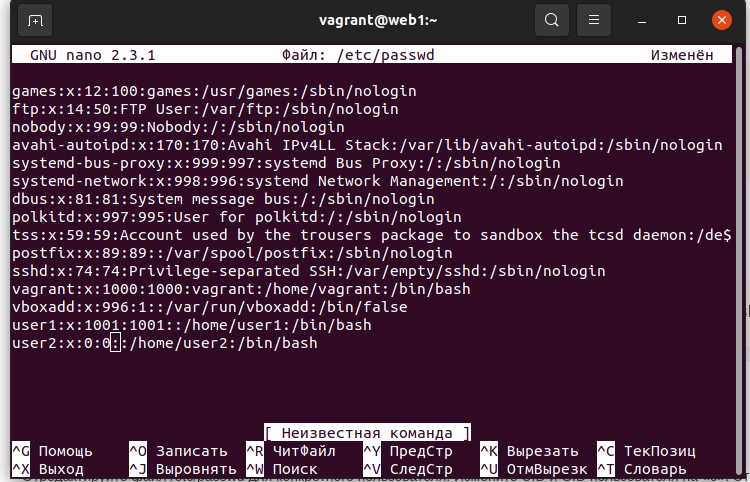 vagrant@web1:~
GNU nano 2.3.1 Файл: /etc/passwd Изменён
games:x:12:100:games:/usr/games:/sbin/nologin
ftp:x:14:50:FTP User:/var/ftp:/sbin/nologin
nobody:x:99:99:Nobody:/:/sbin/nologin
avahi-autoipd:x:170:170:Avahi IPv4LL Stack:/var/lib/avahi-autoipd:/sbin/nologin
systemd-bus-proxy:x:999:997:systemd Bus Proxy:/:/sbin/nologin
systemd-network:x:998:996:systemd Network Management:/:/sbin/nologin
dbus:x:81:81:System message bus:/:/sbin/nologin
polkitd:x:997:995:User for polkitd:/:/sbin/nologin
tss:x:59:59:Account used by the trousers package to sandbox the tcsd daemon:/de$
postfix:x:89:89::/var/spool/postfix:/sbin/nologin
sshd:x:74:74:Privilege-separated SSH:/var/empty/sshd:/sbin/nologin
vagrant:x:1000:1000:vagrant:/home/vagrant:/bin/bash
vboxadd:x:996:1::/var/run/vboxadd:/bin/false
user1:x:1001:1001::/home/user1:/bin/bash
user2:x:0:0::/home/user2:/bin/bash
[ Неизвестная команда ]
^G Помощь ^O Записать ^R ЧитФайл ^Y ПредСтр ^K Вырезать ^C ТекПозиц
^X Выход ^J Выровнять ^W Поиск ^V СледСтр ^U ОтмВырезк ^T Словарь